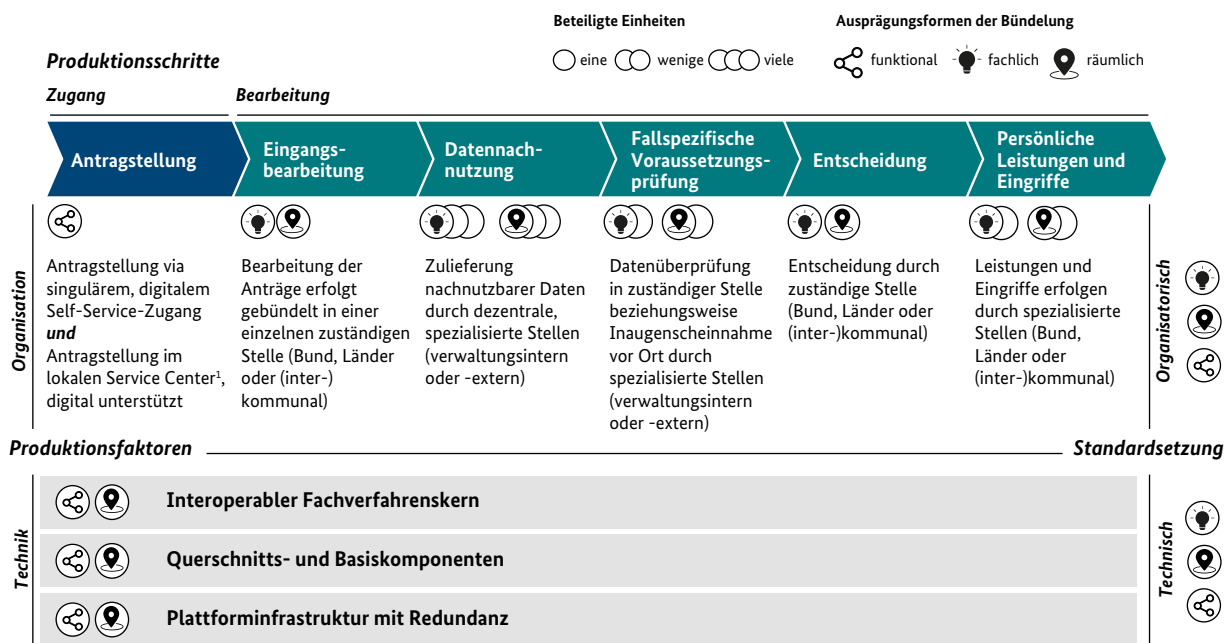 Beteiligte Einheiten
Ausprägungsformen der Bündelung
eine wenige viele
funktional fachlich räumlich
Produktionsschritte
Zugang
Bearbeitung
Antragstellung
Eingangs-
bearbeitung
Datennach-
nutzung
Fallspezifische
Voraussetzungs-
prüfung
Entscheidung
Persönliche
Leistungen und
Eingriffe
Organisation
Antragstellung via
singulärem, digitalem
Self-Service-Zugang
und
Antragstellung im
lokalen Service Center¹,
digital unterstützt
Bearbeitung der
Anträge erfolgt
gebündelt in einer
einzelnen zuständigen
Stelle (Bund, Länder
oder (inter-)
kommunal)
Zulieferung
nachnutzbarer Daten
durch dezentrale,
spezialisierte Stellen
(verwaltungsintern
oder -extern)
Datenüberprüfung
in zuständiger Stelle
beziehungsweise
Inaugenscheinnahme
vor Ort durch
spezialisierte Stellen
(verwaltungsintern
oder -extern)
Entscheidung durch
zuständige Stelle
(Bund, Länder oder
(inter-)kommunal)
Leistungen und
Eingriffe erfolgen
durch spezialisierte
Stellen (Bund,
Länder oder
(inter-)kommunal)
Organisatorisch
Produktionsfaktoren
Standardsetzung
Technik
Interoperabler Fachverfahrenskern
Querschnitts- und Basiskomponenten
Plattforminfrastruktur mit Redundanz
Technisch